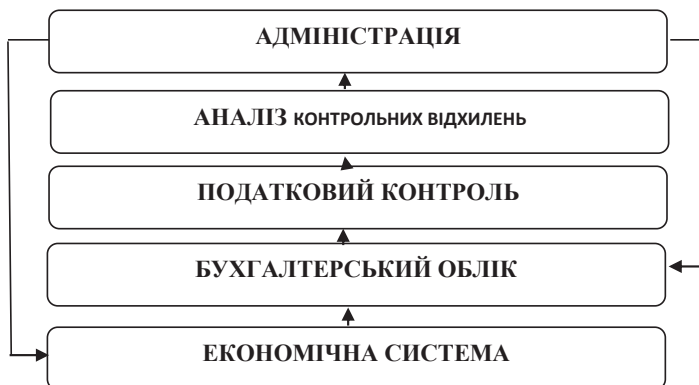 АДМІНІСТРАЦІЯ
АНАЛІЗ КОНТРОЛЬНИХ ВІДХИЛЕНЬ
ПОДАТКОВИЙ КОНТРОЛЬ
БУХГАЛТЕРСЬКИЙ ОБЛІК
ЕКОНОМІЧНА СИСТЕМА